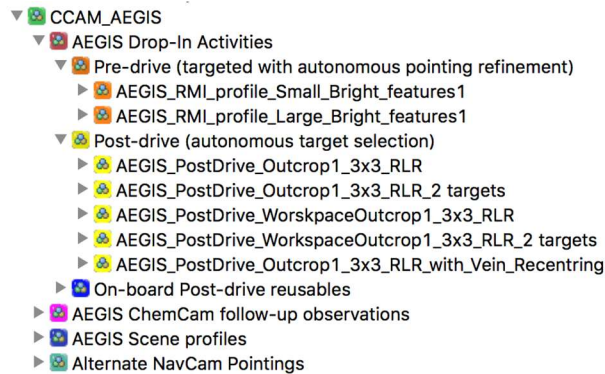 CCAM_AEGIS
AEGIS Drop-In Activities
Pre-drive (targeted with autonomous pointing refinement)
AEGIS_RMI_profile_Small_Bright_features1
AEGIS_RMI_profile_Large_Bright_features1
Post-drive (autonomous target selection)
AEGIS_PostDrive_Outcrop1_3x3_RLR
AEGIS_PostDrive_Outcrop1_3x3_RLR_2 targets
AEGIS_PostDrive_WorskpaceOutcrop1_3x3_RLR
AEGIS_PostDrive_WorkspaceOutcrop1_3x3_RLR_2 targets
AEGIS_PostDrive_Outcrop1_3x3_RLR_with_Vein_Recentring
On-board Post-drive reusables
AEGIS ChemCam follow-up observations
AEGIS Scene profiles
Alternate NavCam Pointings